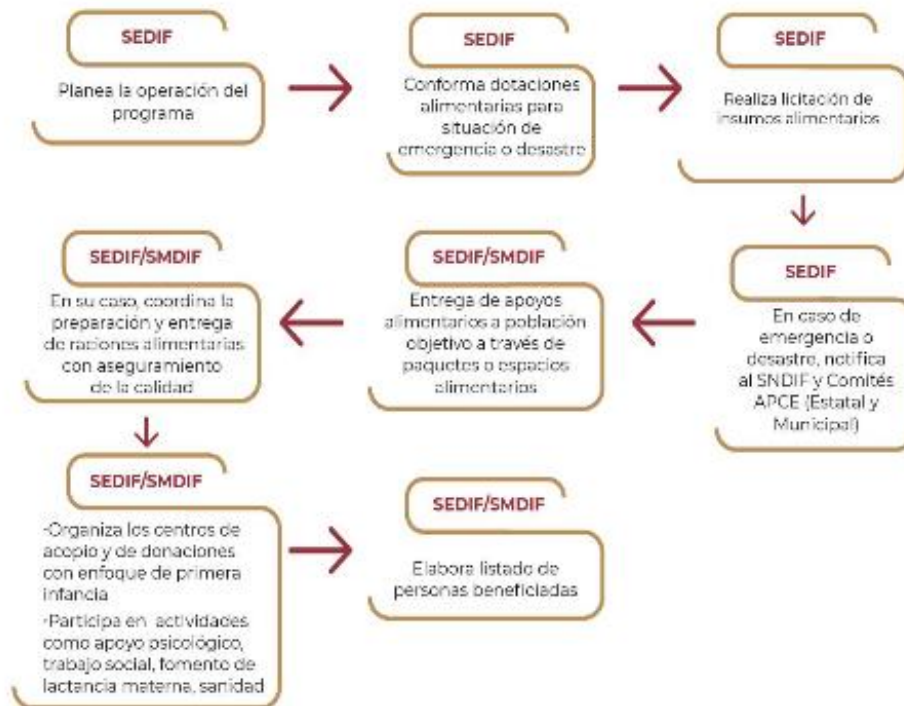 SEDIF
Planea la operación del
programa
SEDIF
Conforma dotaciones
alimentarias para
situación de
emergencia o desastre
SEDIF
Realiza licitación de
insumos alimentarios
SEDIF
En caso de
emergencia o
desastre, notifica
al SNDIF y Comités
APCE (Estatal y
Municipal)
SEDIF/SMDIF
Entrega de apoyos
alimentarios a población
objetivo a través de
paquetes o espacios
alimentarios
SEDIF/SMDIF
En su caso, coordina la
preparación y entrega
de raciones alimentarias
con aseguramiento
de la calidad
SEDIF/SMDIF
•Organiza los centros de
acopio y de donaciones
con enfoque de primera
infancia
•Participa en actividades
como apoyo psicológico,
trabajo social, fomento de
lactancia materna, sanidad
SEDIF/SMDIF
Elabora listado de
personas beneficiadas